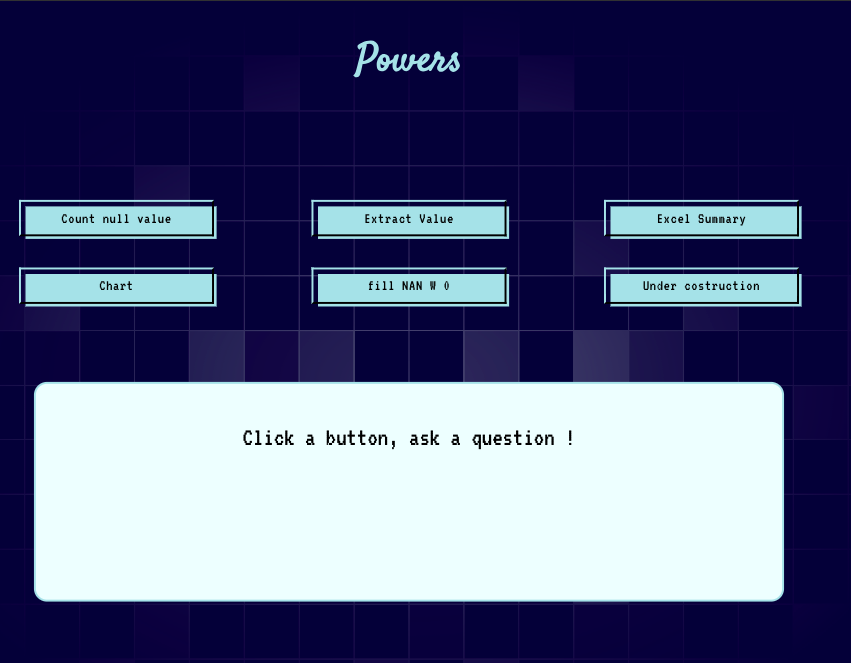 Powers
Count null value
Extract Value
Excel Summary
Chart
fill NAN W 0
Under costruction
Click a button, ask a question !